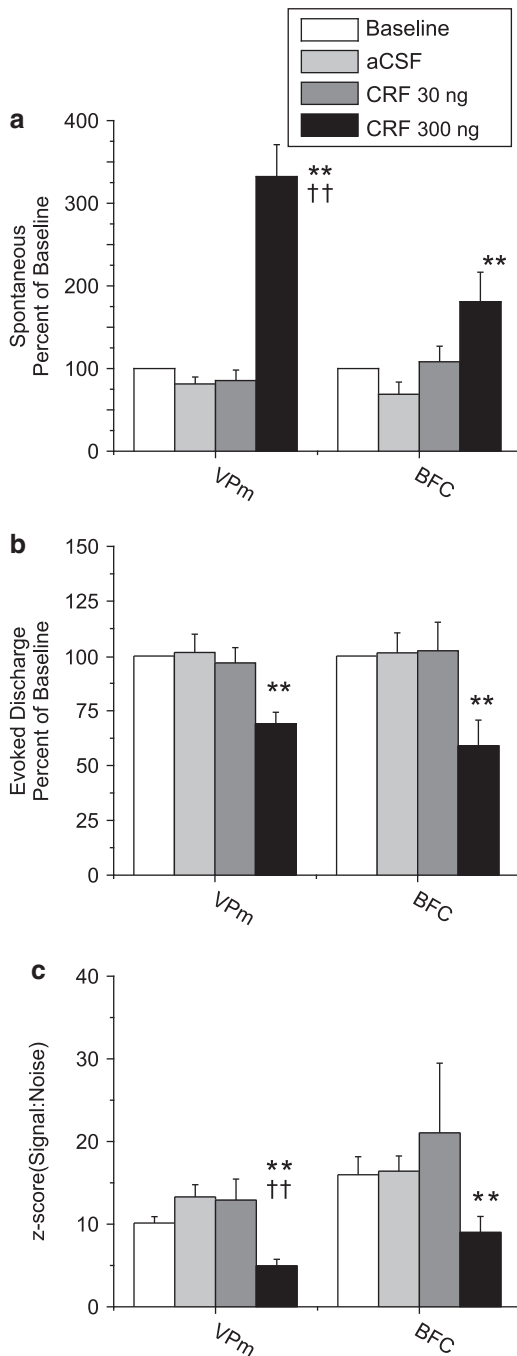 Baseline
aCSF
CRF 30 ng
CRF 300 ng
a
400
300
200
100
0
Spontaneous
Percent of Baseline
**
††
**
VPm
BFC
b
150
125
100
75
50
25
0
Evoked Discharge
Percent of Baseline
**
**
VPm
BFC
c
40
30
20
10
0
z-score(Signal:Noise)
**
††
**
VPm
BFC